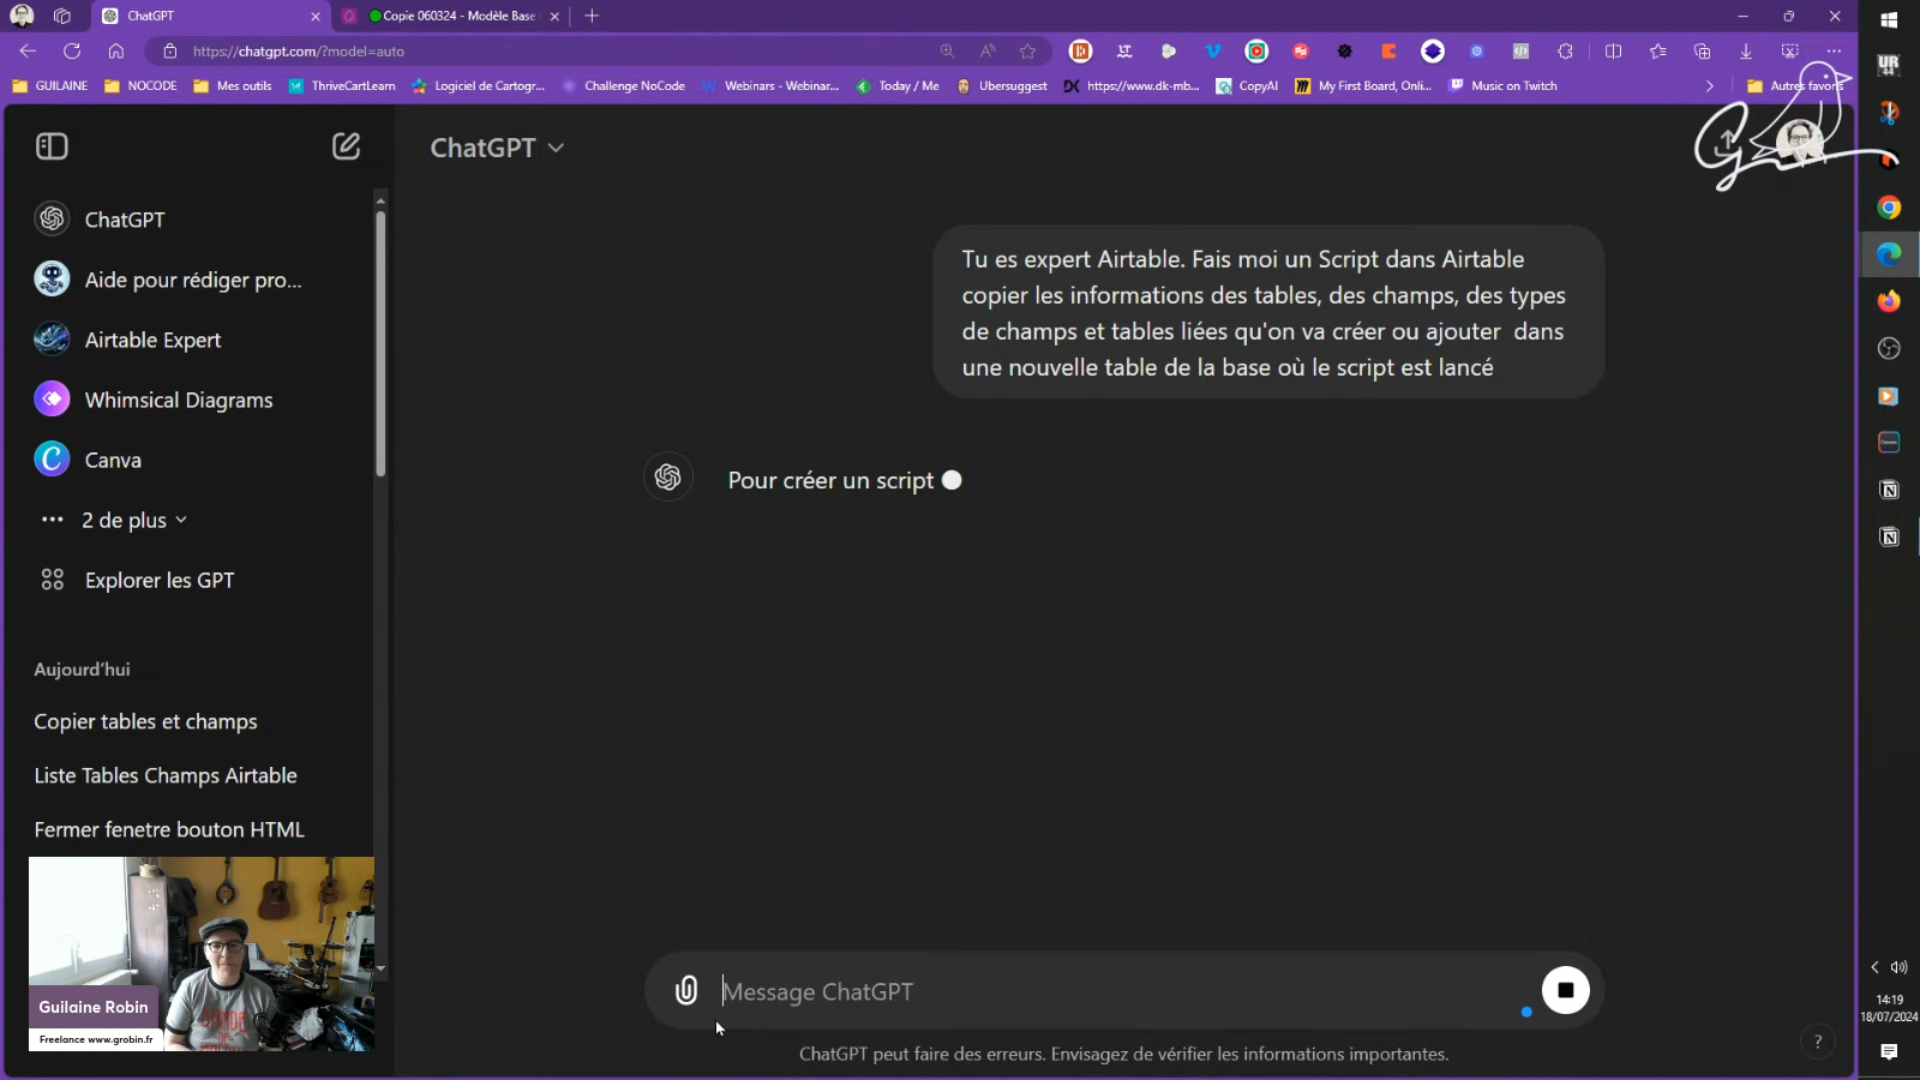 ChatGPT
Copie 060324 - Modèle Base
https://chatgpt.com/?model=auto
GUILAINE
NOCODE
Mes outils
ThriveCartLearn
Logiciel de Cartogr...
Challenge NoCode
Webinars - Webinar...
Today / Me
Ubersuggest
https://www.dk-mb...
CopyAI
My First Board, Onli...
Music on Twitch
Autres favoris
UR
44
ChatGPT
ChatGPT
Aide pour rédiger pro...
Airtable Expert
Whimsical Diagrams
Canva
2 de plus
Explorer les GPT
Aujourd'hui
Copier tables et champs
Liste Tables Champs Airtable
Fermer fenetre bouton HTML
Tu es expert Airtable. Fais moi un Script dans Airtable
copier les informations des tables, des champs, des types
de champs et tables liées qu'on va créer ou ajouter  dans
une nouvelle table de la base où le script est lancé
Pour créer un script
Guilaine Robin
Freelance www.grobin.fr
Message ChatGPT
ChatGPT peut faire des erreurs. Envisagez de vérifier les informations importantes.
?
14:19
18/07/2024